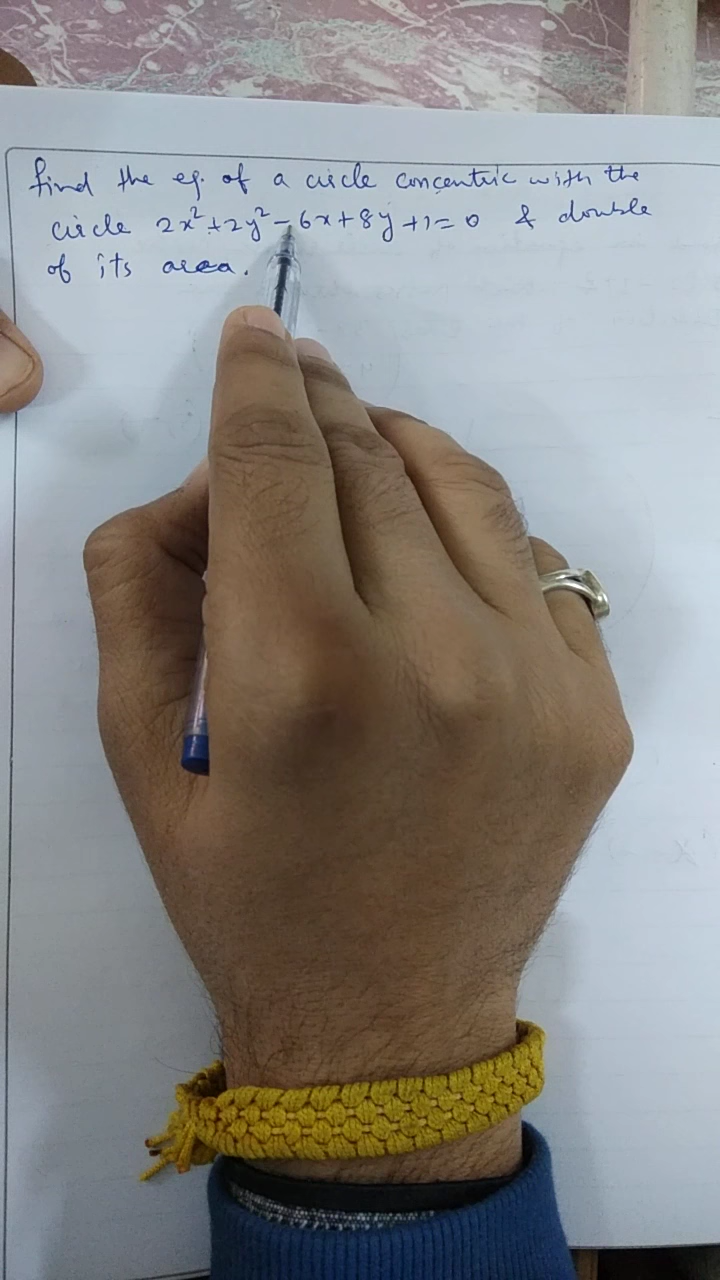 find the eq. of a circle concentric with the
circle 2x²+2y²-6x+8y+1=0 & double
of its area.